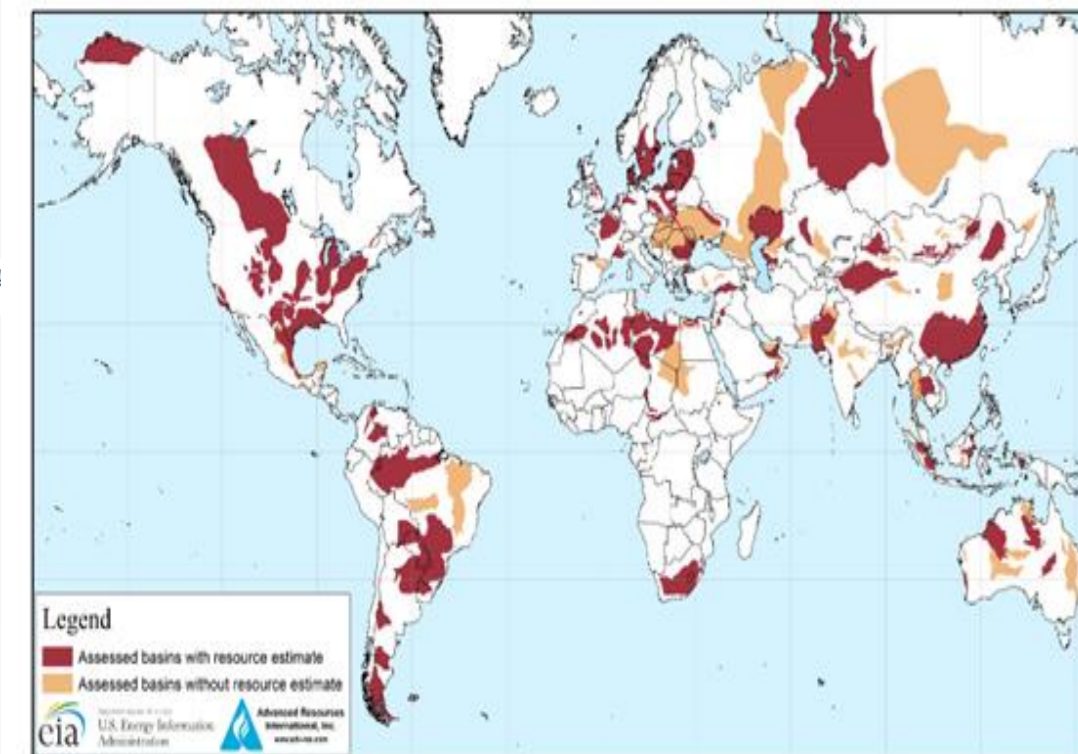 Legend
Assessed basins with resource estimate
Assessed basins without resource estimate
eia
U.S. Energy Information
Administration
Advanced Resources
International, Inc.